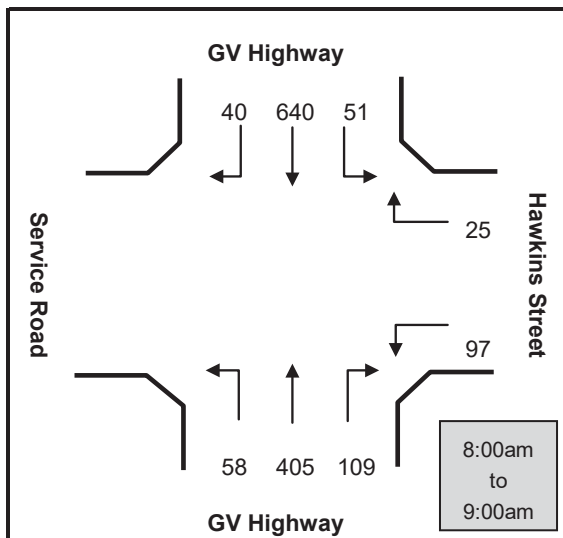 GV Highway
40 640 51
25
Service Road
Hawkins Street
97
58 405 109
8:00am
to
9:00am
GV Highway